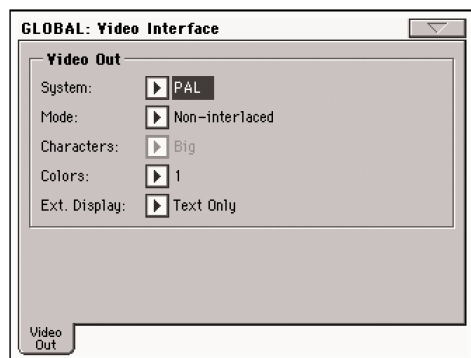 GLOBAL: Video Interface
Video Out
System: PAL
Mode: Non-interlaced
Characters: Big
Colors: 1
Ext. Display: Text Only
Video
Out